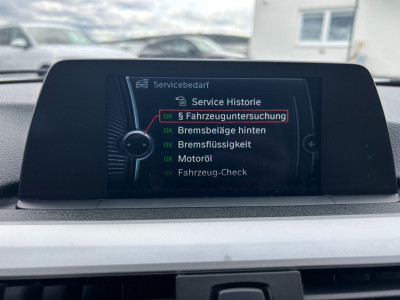 Servicebedarf
Service Historie
OK § Fahrzeuguntersuchung
OK Bremsbeläge hinten
OK Bremsflüssigkeit
OK Motoröl
OK Fahrzeug-Check